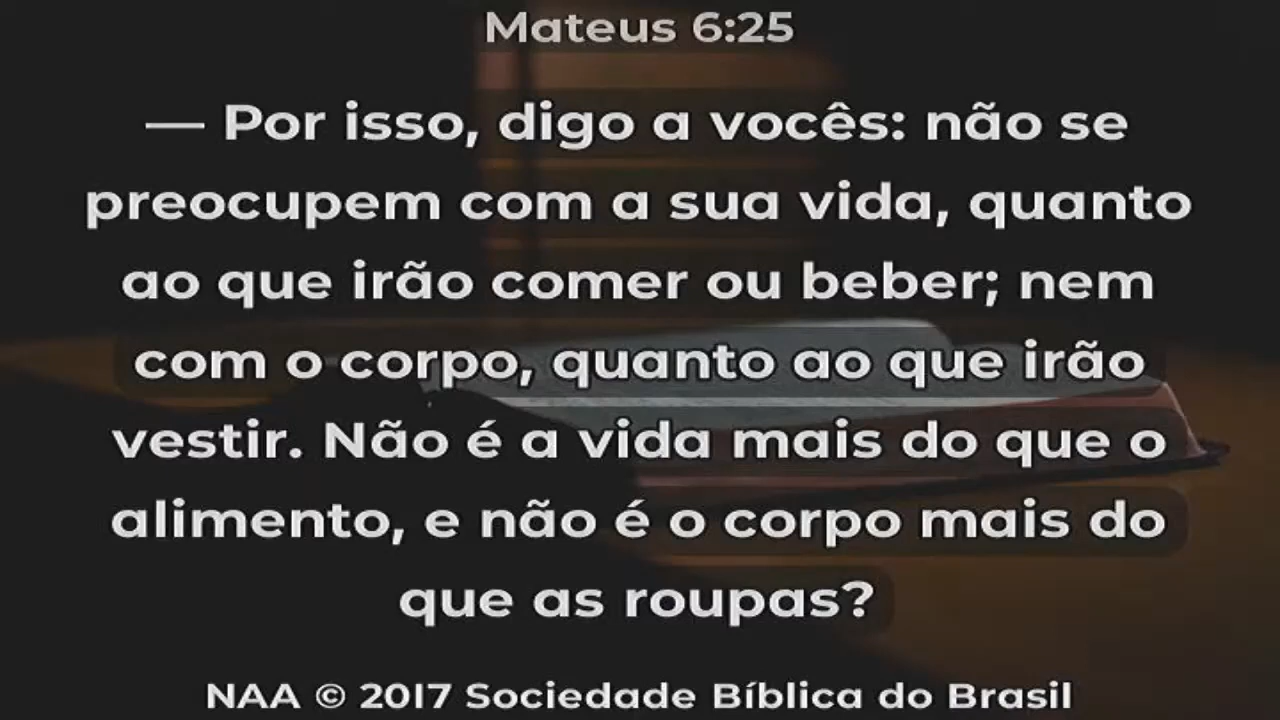 Mateus 6:25
— Por isso, digo a vocês: não se
preocupem com a sua vida, quanto
ao que irão comer ou beber; nem
com o corpo, quanto ao que irão
vestir. Não é a vida mais do que o
alimento, e não é o corpo mais do
que as roupas?
NAA © 2017 Sociedade Bíblica do Brasil